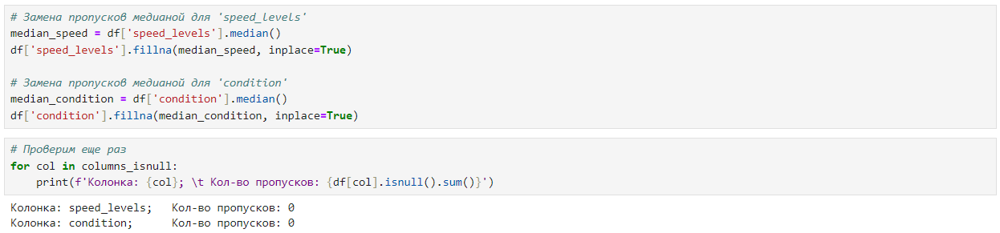 # Замена пропусков медианой для 'speed_levels'
median_speed = df['speed_levels'].median()
df['speed_levels'].fillna(median_speed, inplace=True)
# Замена пропусков медианой для 'condition'
median_condition = df['condition'].median()
df['condition'].fillna(median_condition, inplace=True)
# Проверим еще раз
for col in columns_isnull:
    print(f'Колонка: {col}; \t Кол-во пропусков: {df[col].isnull().sum()}')
Колонка: speed_levels;   Кол-во пропусков: 0
Колонка: condition;      Кол-во пропусков: 0